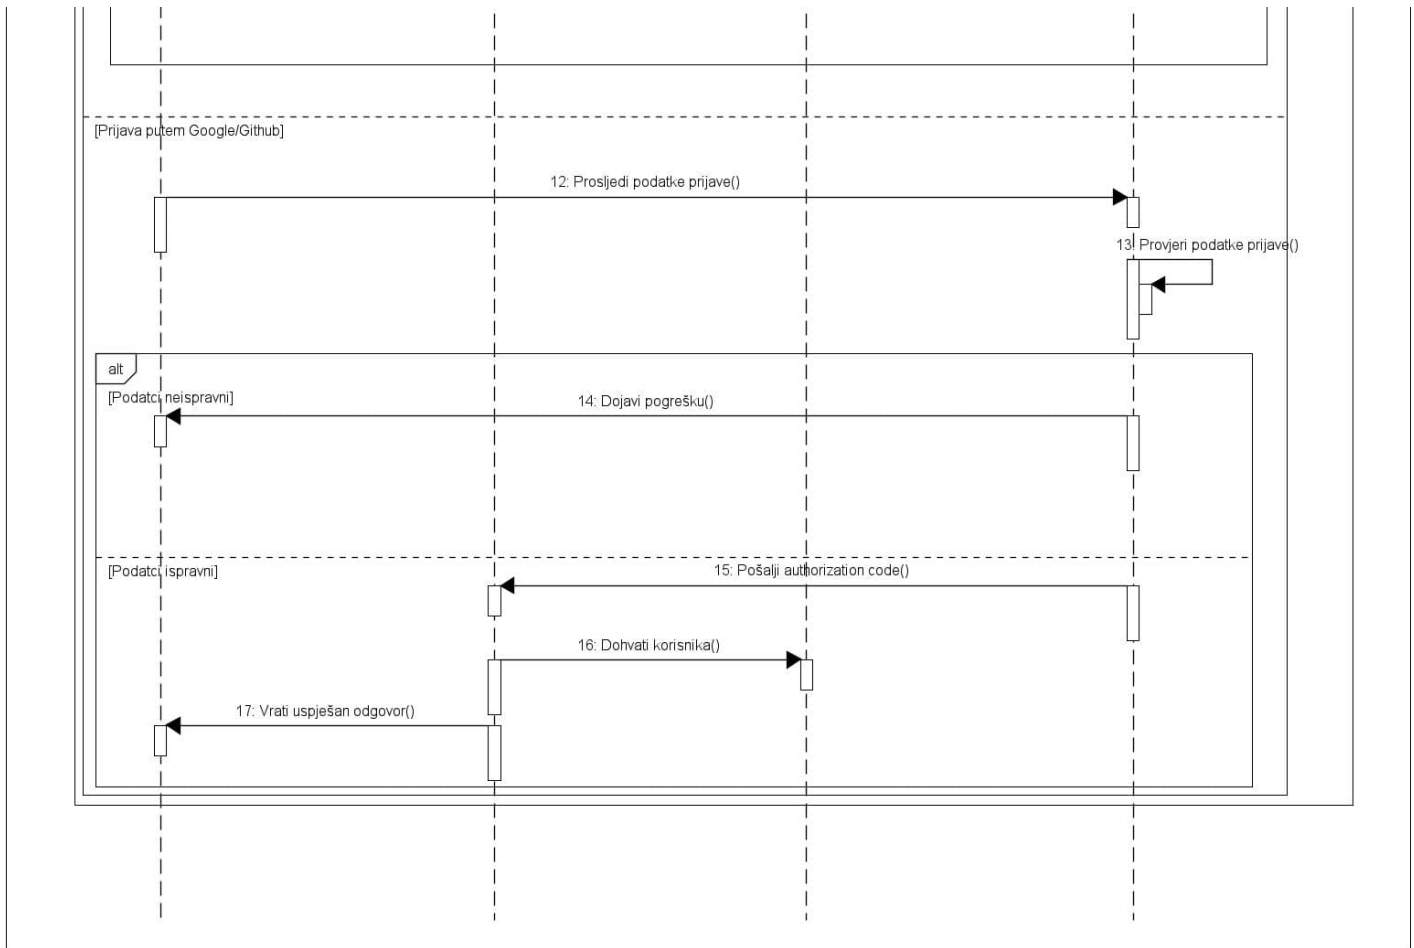 [Prijava putem Google/Github]
12: Prosljedi podatke prijave()
13: Provjeri podatke prijave()
alt
[Podatci neispravni]
14: Dojavi pogrešku()
[Podatci ispravni]
15: Pošalji authorization code()
16: Dohvati korisnika()
17: Vrati uspješan odgovor()